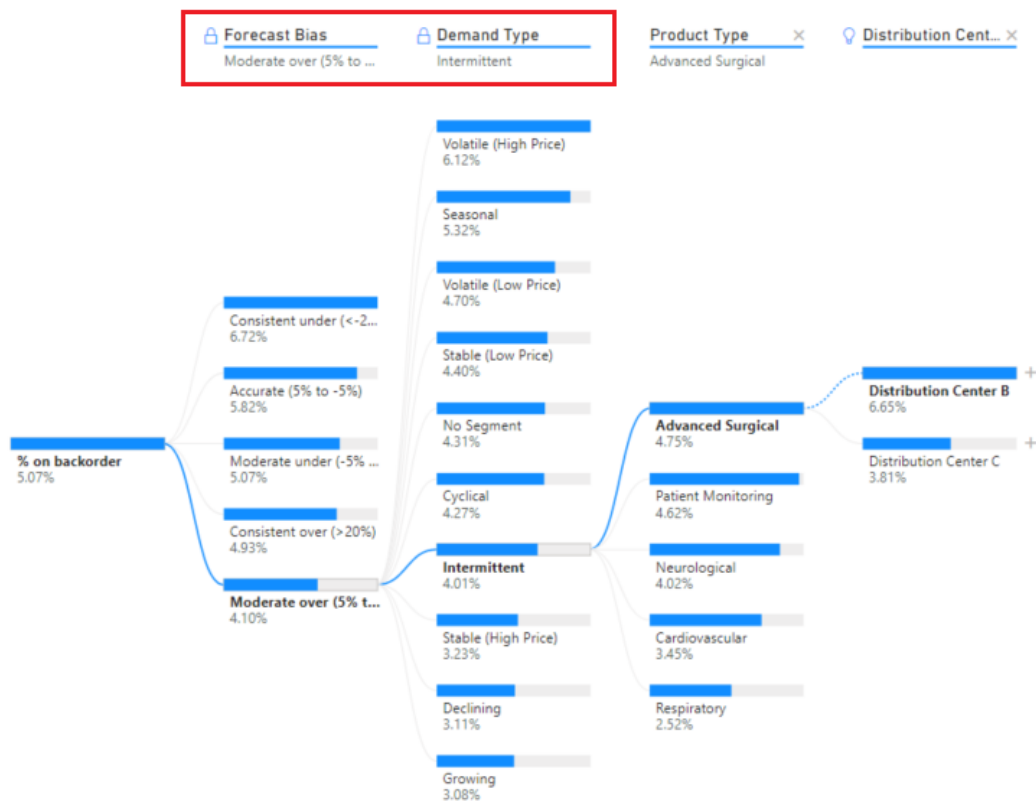 Forecast Bias
Moderate over (5% to ...
Demand Type
Intermittent
Product Type
Advanced Surgical
Distribution Cent...
% on backorder
5.07%
Consistent under (<-2...
6.72%
Accurate (5% to -5%)
5.82%
Moderate under (-5% ...
5.07%
Consistent over (>20%)
4.93%
Moderate over (5% t...
4.10%
Volatile (High Price)
6.12%
Seasonal
5.32%
Volatile (Low Price)
4.70%
Stable (Low Price)
4.40%
No Segment
4.31%
Cyclical
4.27%
Intermittent
4.01%
Stable (High Price)
3.23%
Declining
3.11%
Growing
3.08%
Advanced Surgical
4.75%
Patient Monitoring
4.62%
Neurological
4.02%
Cardiovascular
3.45%
Respiratory
2.52%
Distribution Center B
6.65%
Distribution Center C
3.81%